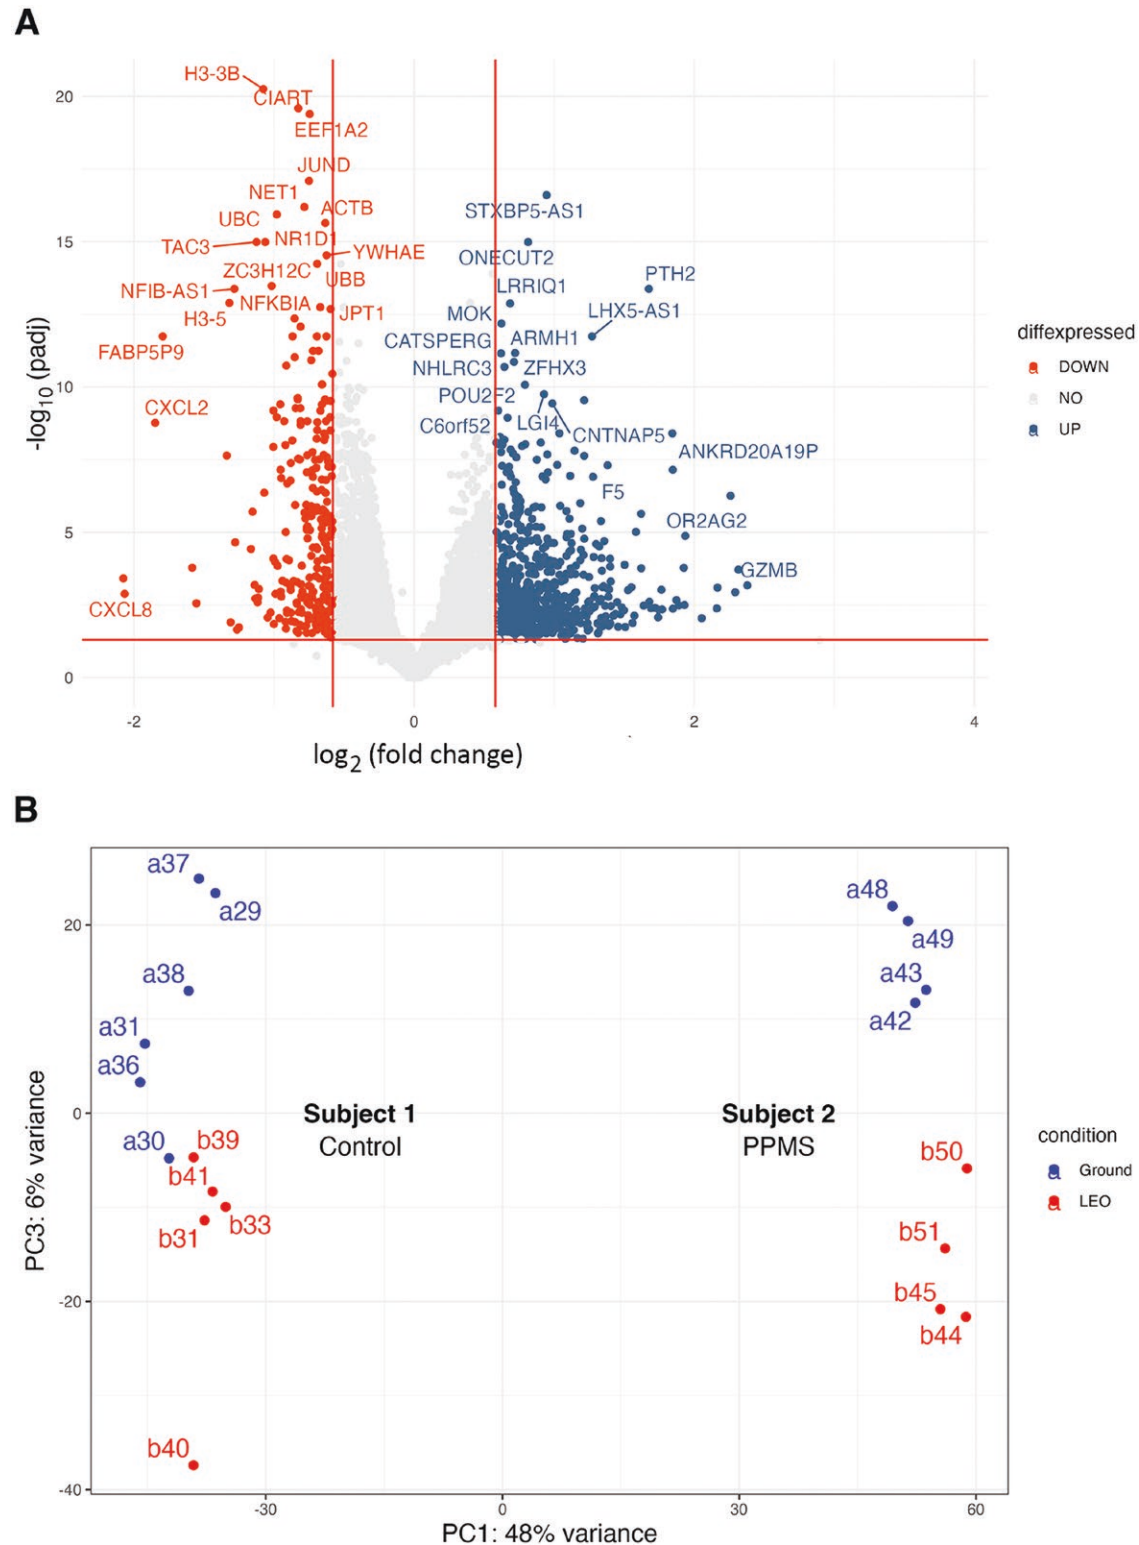 A
H3-3B
CIART
EEF1A2
JUND
NET1
ACTB
UBC
TAC3
NR1D1
YWHAE
ZC3H12C
UBB
NFIB-AS1
NFKBIA
JPT1
H3-5
FABP5P9
CXCL2
CXCL8
STXBP5-AS1
ONECUT2
LRRIQ1
PTH2
MOK
LHX5-AS1
CATSPERG
ARMH1
NHLRC3
ZFHX3
POU2F2
LGI4
C6orf52
CNTNAP5
ANKRD20A19P
F5
OR2AG2
GZMB
20
15
10
5
0
-log10 (padj)
-2
0
2
4
log2 (fold change)
diffexpressed
a DOWN
a NO
a UP
B
a37
a29
a38
a31
a36
a30
b39
b41
b33
b31
b40
a48
a49
a43
a42
b50
b51
b45
b44
Subject 1
Control
Subject 2
PPMS
20
0
-20
-40
PC3: 6% variance
-30
0
30
60
PC1: 48% variance
condition
a Ground
a LEO